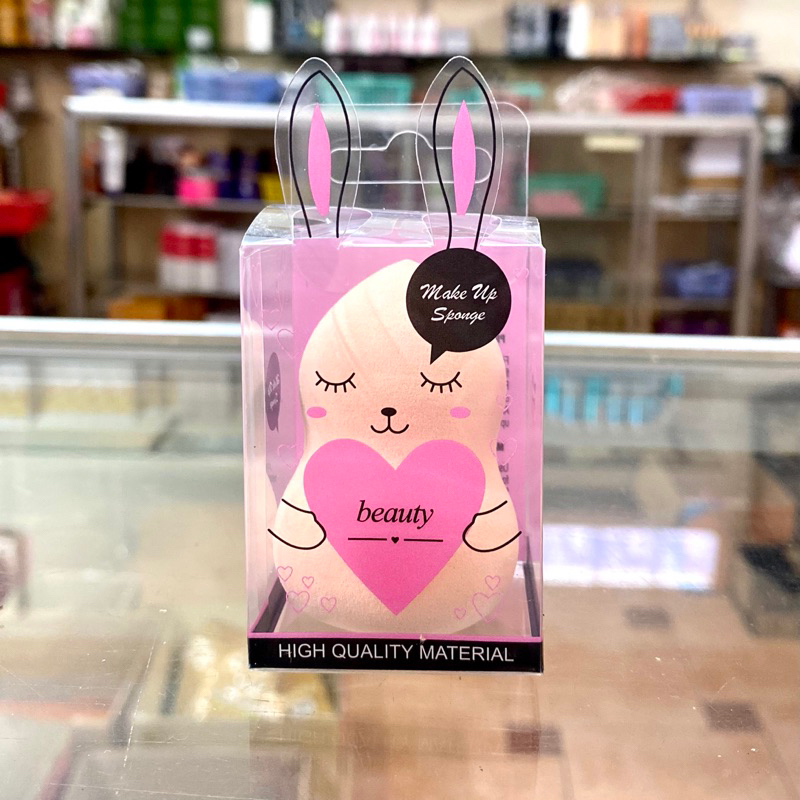 Make Up
Sponge
beauty
HIGH QUALITY MATERIAL